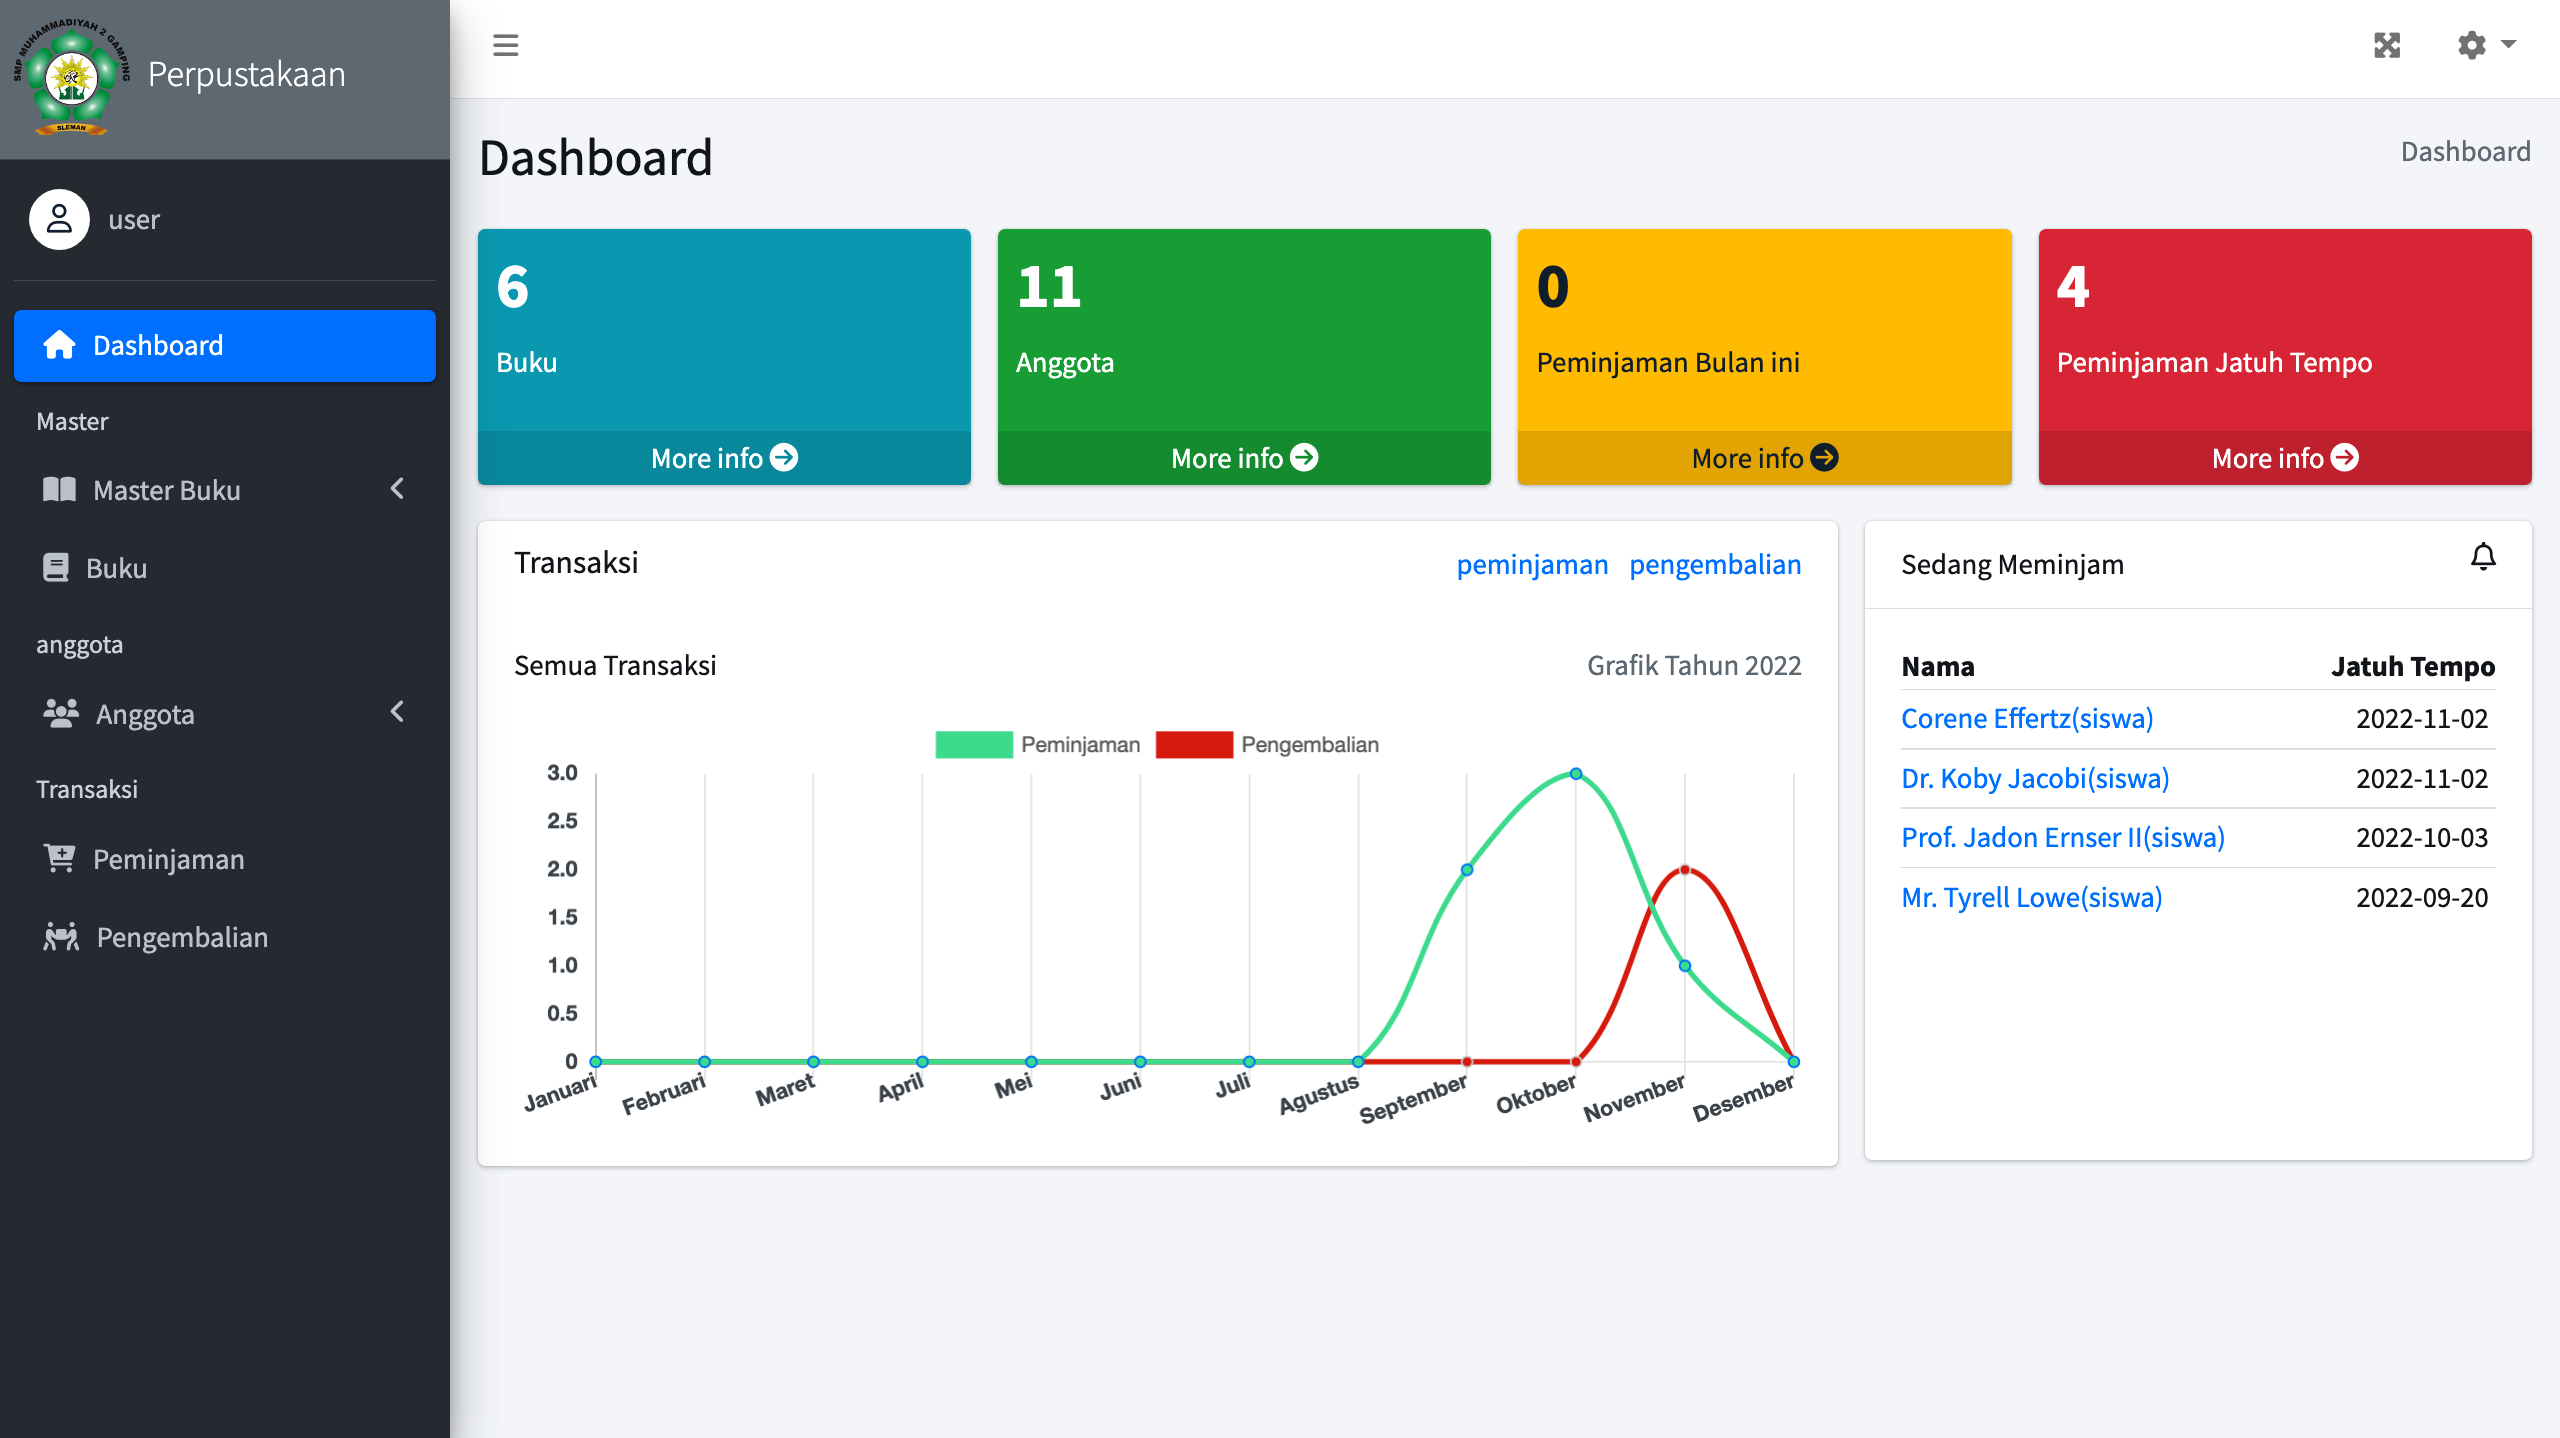 SMP MUHAMMADIYAH 2 GAMPING
SLEMAN
Perpustakaan
user
Dashboard
Master
Master Buku
Buku
anggota
Anggota
Transaksi
Peminjaman
Pengembalian
Dashboard
Dashboard
6
Buku
More info
11
Anggota
More info
0
Peminjaman Bulan ini
More info
4
Peminjaman Jatuh Tempo
More info
Transaksi
peminjaman pengembalian
Semua Transaksi
Grafik Tahun 2022
Peminjaman Pengembalian
3.0
2.5
2.0
1.5
1.0
0.5
0
Januari Februari Maret April Mei Juni Juli Agustus September Oktober November Desember
Sedang Meminjam
Nama Jatuh Tempo
Corene Effertz(siswa) 2022-11-02
Dr. Koby Jacobi(siswa) 2022-11-02
Prof. Jadon Ernser II(siswa) 2022-10-03
Mr. Tyrell Lowe(siswa) 2022-09-20